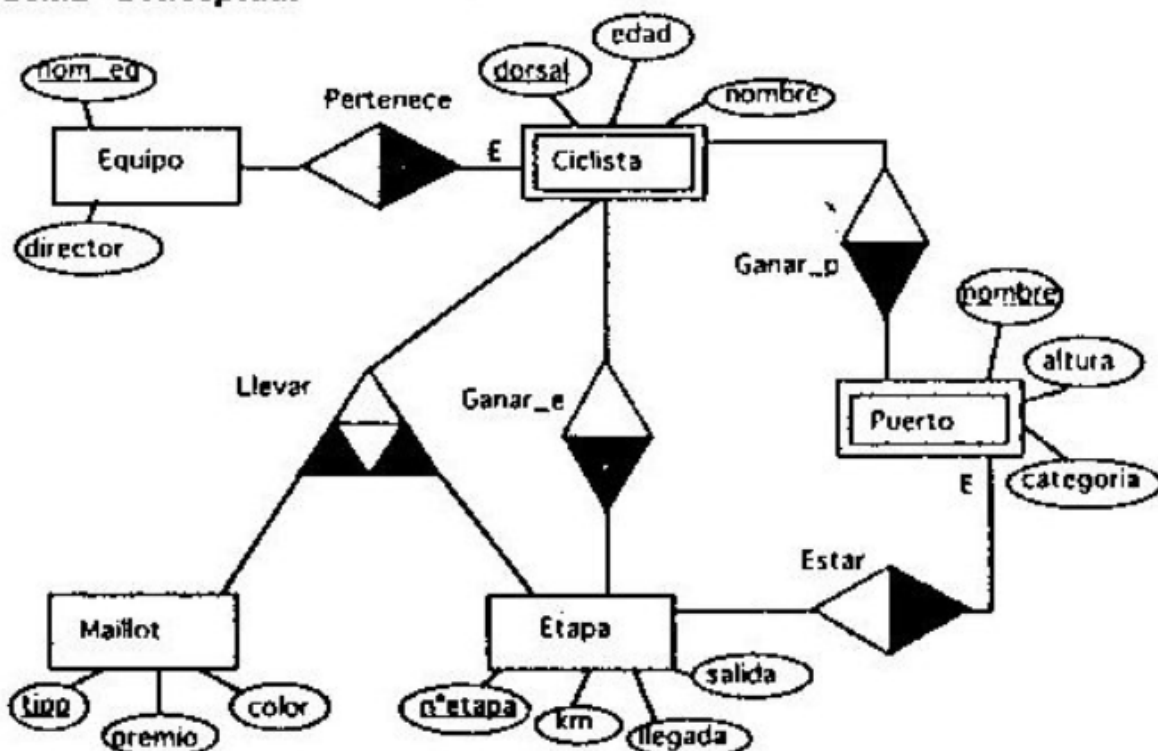 edad
nom_eq
dorsal
Pertenece
nombre
Equipo
E
Ciclista
director
Ganar_p
nombre
altura
Llevar
Ganar_e
Puerto
E
categoria
Estar
Maillot
Etapa
salida
tipo
color
n°etapa
km
premio
llegada